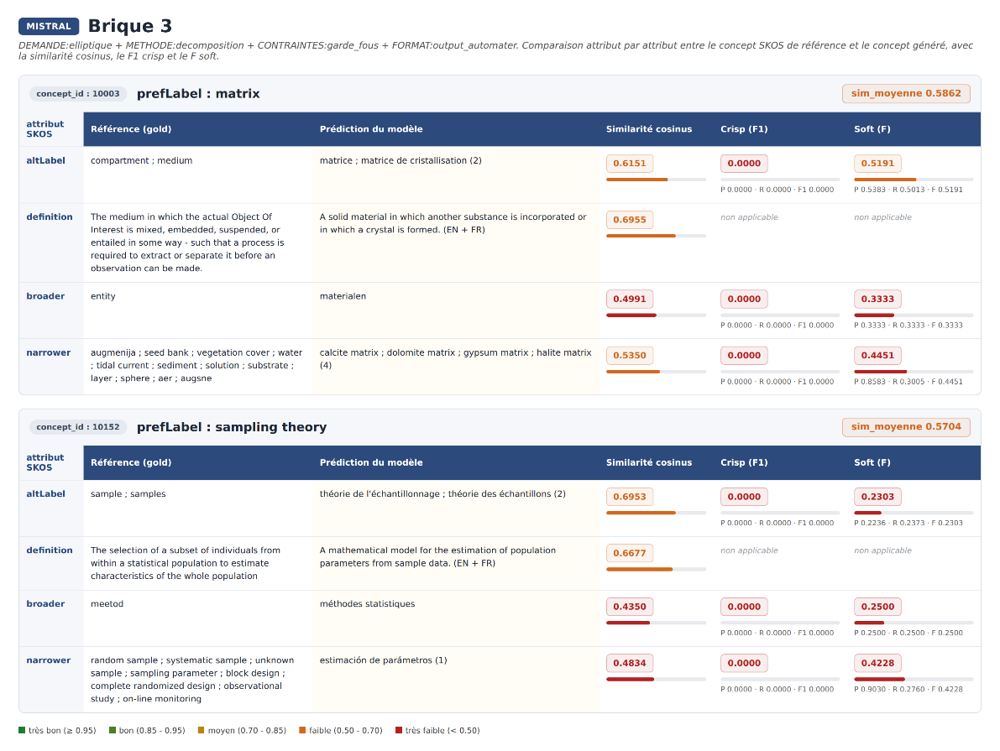 MISTRAL Brique 3
DEMANDE:elliptique + METHODE:decomposition + CONTRAINTES:garde_fous + FORMAT:output_automater. Comparaison attribut par attribut entre le concept SKOS de référence et le concept généré, avec
la similarité cosinus, le F1 crisp et le F soft.
concept_id : 10003 prefLabel : matrix sim_moyenne 0.5862
attribut
SKOS
Référence (gold) Prédiction du modèle Similarité cosinus Crisp (F1) Soft (F)
altLabel compartment ; medium matrice ; matrice de cristallisation (2) 0.6151 0.0000 0.5191
P 0.0000 · R 0.0000 · F1 0.0000 P 0.5383 · R 0.5013 · F 0.5191
definition The medium in which the actual Object Of A solid material in which another substance is incorporated or 0.6955 non applicable non applicable
Interest is mixed, embedded, suspended, or in which a crystal is formed. (EN + FR)
entailed in some way - such that a process is
required to extract or separate it before an
observation can be made.
broader entity materialen 0.4991 0.0000 0.3333
P 0.0000 · R 0.0000 · F1 0.0000 P 0.3333 · R 0.3333 · F 0.3333
narrower augmenija ; seed bank ; vegetation cover ; water calcite matrix ; dolomite matrix ; gypsum matrix ; halite matrix 0.5350 0.0000 0.4451
; tidal current ; sediment ; solution ; substrate ; (4)
layer ; sphere ; aer ; augsne P 0.0000 · R 0.0000 · F1 0.0000 P 0.8583 · R 0.3005 · F 0.4451
concept_id : 10152 prefLabel : sampling theory sim_moyenne 0.5704
attribut
SKOS
Référence (gold) Prédiction du modèle Similarité cosinus Crisp (F1) Soft (F)
altLabel sample ; samples théorie de l'échantillonnage ; théorie des échantillons (2) 0.6953 0.0000 0.2303
P 0.0000 · R 0.0000 · F1 0.0000 P 0.2236 · R 0.2373 · F 0.2303
definition The selection of a subset of individuals from A mathematical model for the estimation of population 0.6677 non applicable non applicable
within a statistical population to estimate parameters from sample data. (EN + FR)
characteristics of the whole population
broader meetod méthodes statistiques 0.4350 0.0000 0.2500
P 0.0000 · R 0.0000 · F1 0.0000 P 0.2500 · R 0.2500 · F 0.2500
narrower random sample ; systematic sample ; unknown estimación de parámetros (1) 0.4834 0.0000 0.4228
sample ; sampling parameter ; block design ;
complete randomized design ; observational P 0.0000 · R 0.0000 · F1 0.0000 P 0.9030 · R 0.2760 · F 0.4228
study ; on-line monitoring
très bon (≥ 0.95) bon (0.85 - 0.95) moyen (0.70 - 0.85) faible (0.50 - 0.70) très faible (< 0.50)